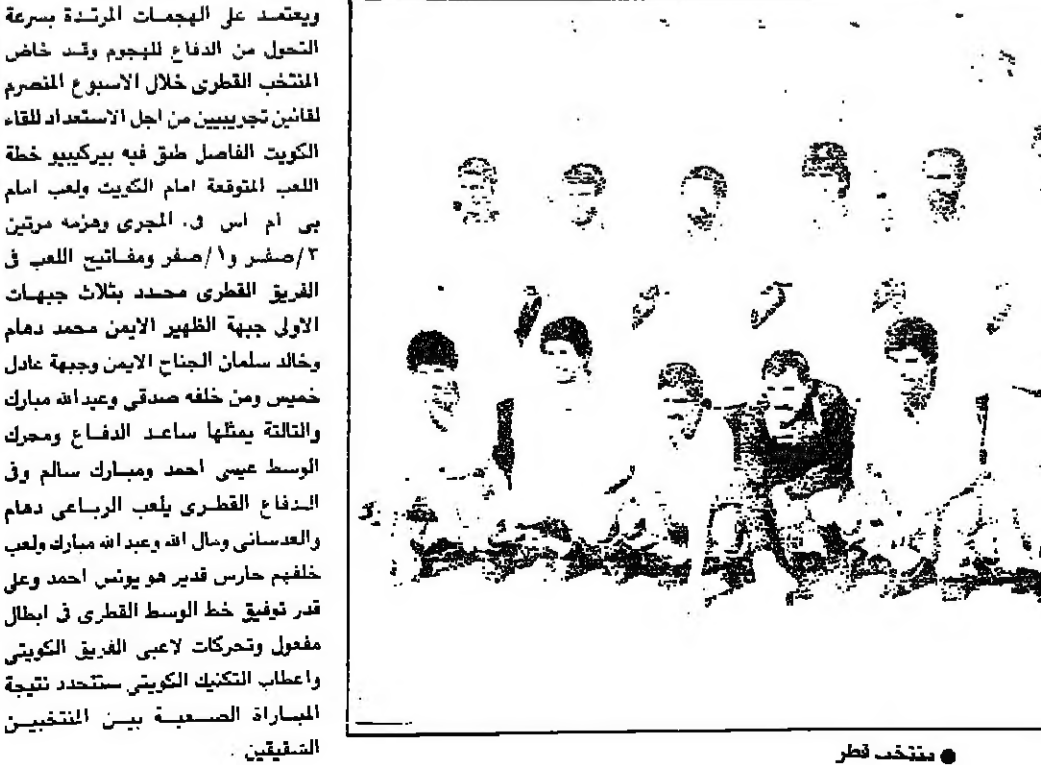 ويعتمد على الهجمات المرتدة بسرعة
التحول من الدفاع للهجوم وقد خاض
المنتخب القطرى خلال الاسبوع المنصرم
لقائين تجريبيين من اجل الاستعداد للقاء
الكويت الفاصل طبق فيه بيركيبيو خطة
اللعب المتوقعة امام الكويت ولعب امام
بى ام اس فى. المجرى وهزمه مرتين
٣/صفر و١/صفر ومفاتيح اللعب فى
الفريق القطرى محدد بثلاث جبهات
الاولى جبهة الظهير الايمن محمد دهام
وخالد سلمان الجناح الايمن وجبهة عادل
خميس ومن خلفه صدقى وعبدالله مبارك
والثالثة يمثلها ساعد الدفاع ومحرك
الوسط عيسى احمد ومبارك سالم وفى
الدفاع القطرى يلعب الرباعى دهام
والعدسانى ومال الله وعبدالله مبارك ولعب
خلفهم حارس قدير هو يونس احمد وعلى
قدر توفيق خط الوسط القطرى فى ابطال
مفعول وتحركات لاعبى الفريق الكويتى
واعطاب التكنيك الكويتى ستتحدد نتيجة
المباراة الصعبة بين المنتخبين
الشقيقين .
● منتخب قطر